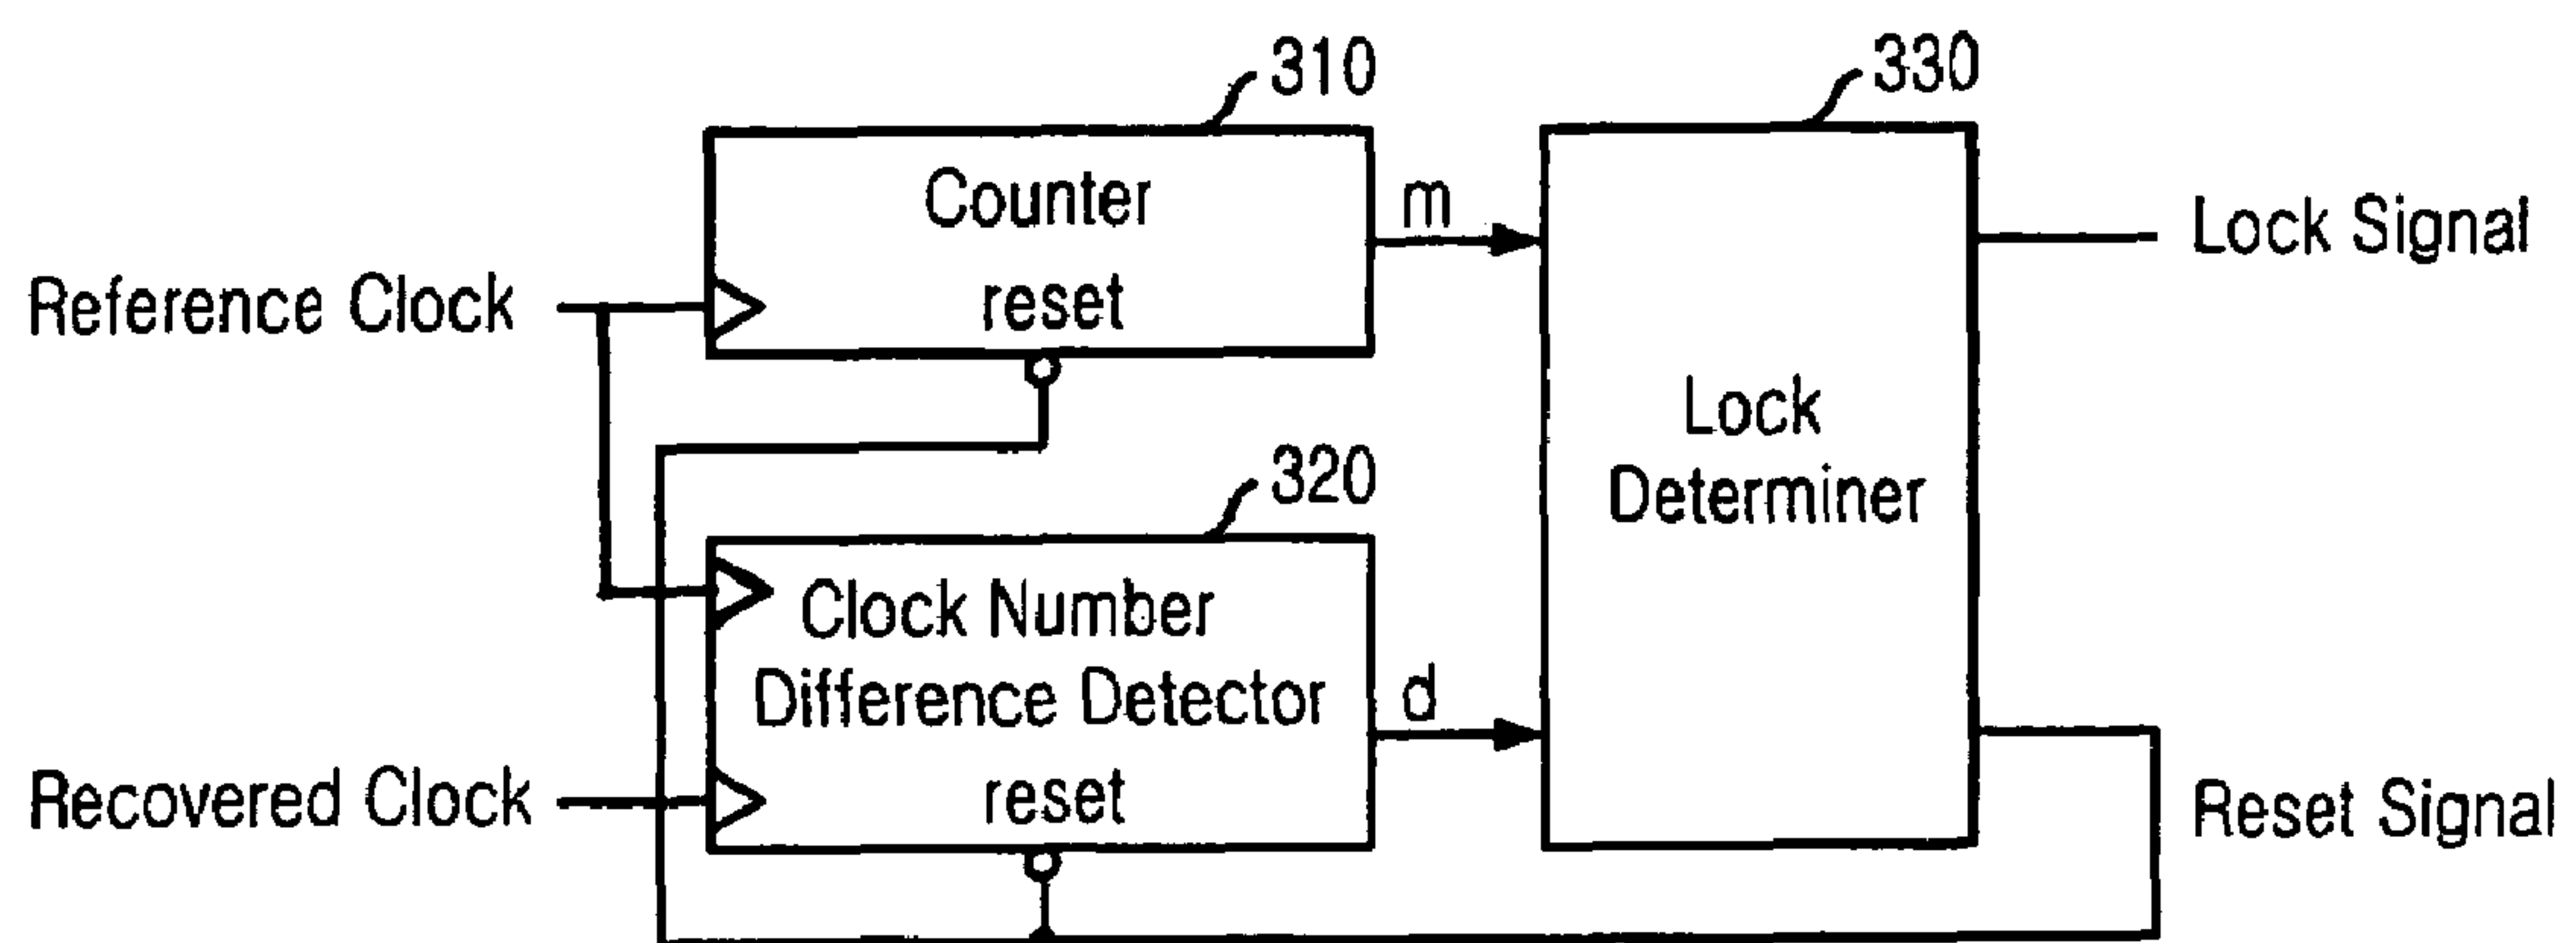 310
330
Counter
m
Lock Signal
Reference Clock
reset
Lock
Determiner
320
Clock Number
Difference Detector
d
Recovered Clock
reset
Reset Signal